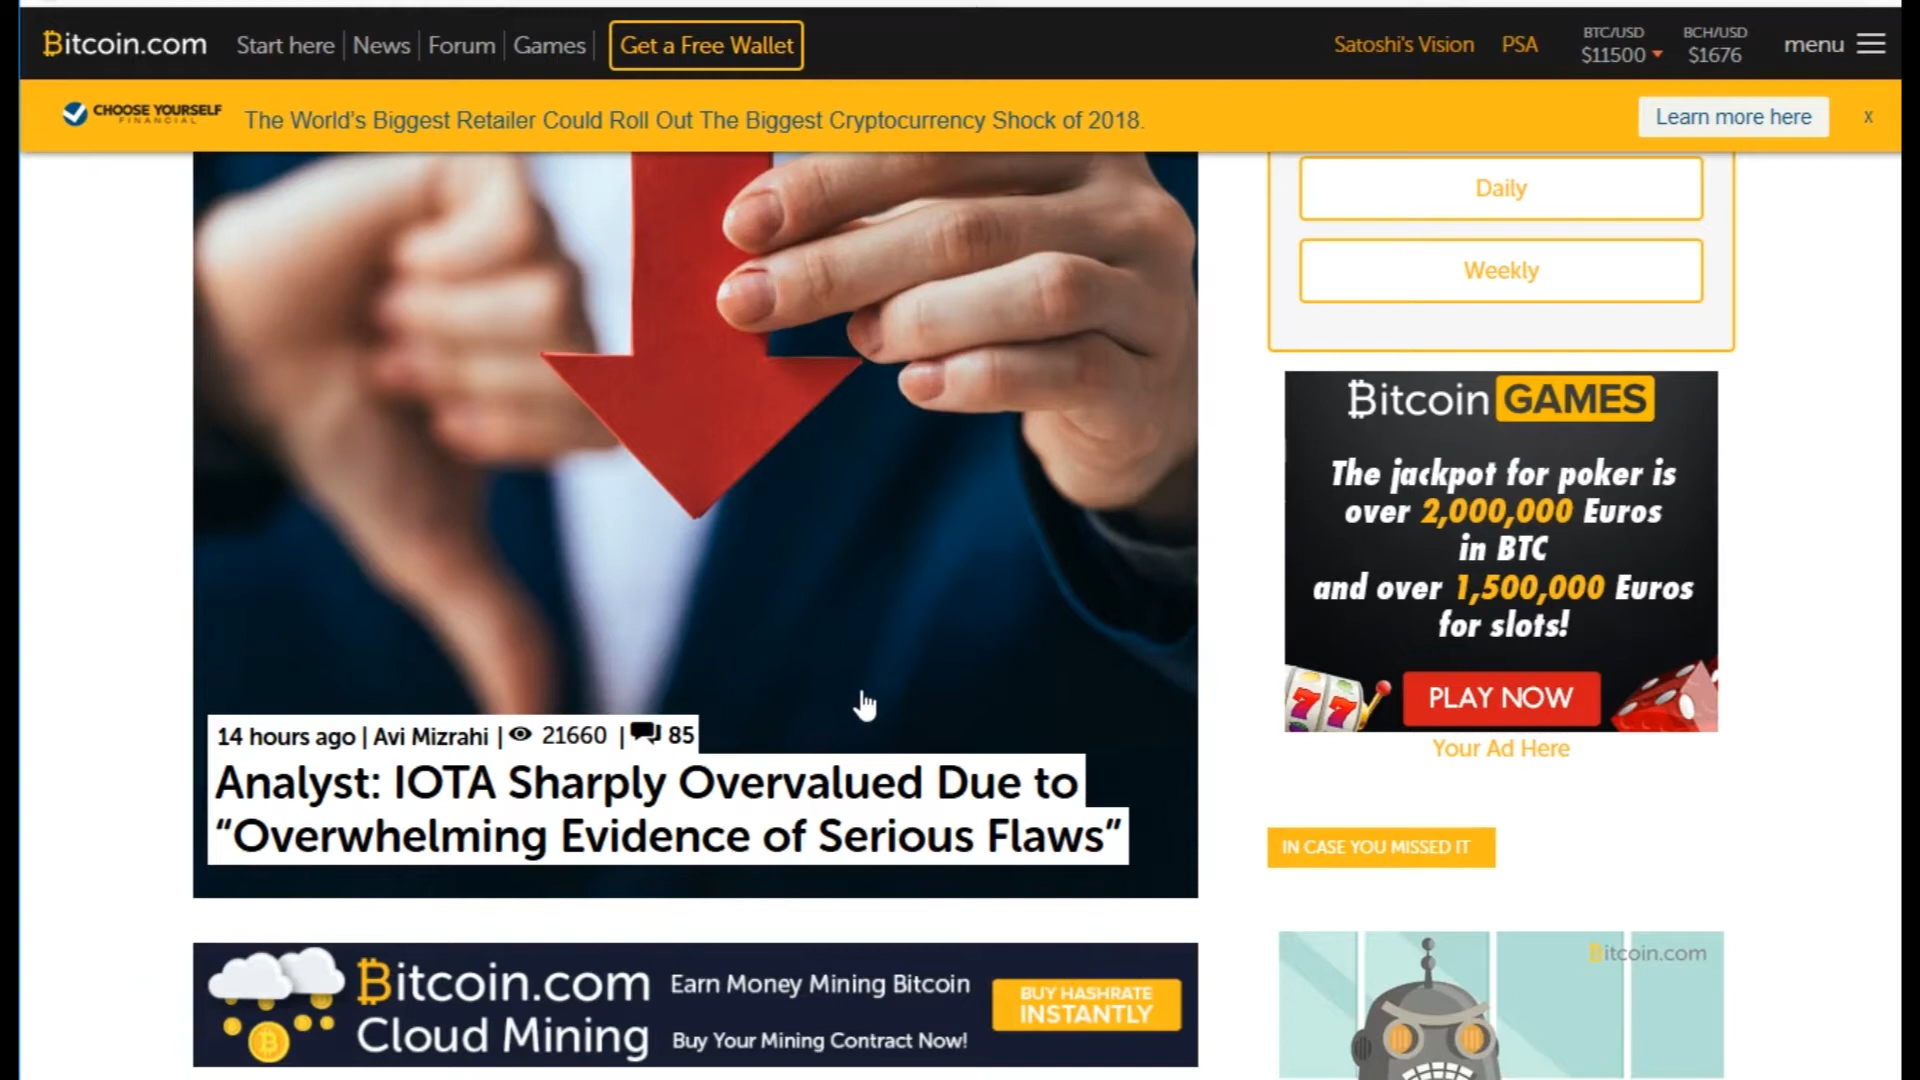 Bitcoin.com
Start here
News
Forum
Games
Get a Free Wallet
Satoshi's Vision
PSA
BTC/USD
$11500
BCH/USD
$1676
menu
CHOOSE YOURSELF
FINANCIAL
The World's Biggest Retailer Could Roll Out The Biggest Cryptocurrency Shock of 2018.
Learn more here
x
Daily
Weekly
Bitcoin GAMES
The jackpot for poker is
over 2,000,000 Euros
in BTC
and over 1,500,000 Euros
for slots!
77
PLAY NOW
Your Ad Here
14 hours ago | Avi Mizrahi | 21660 | 85
Analyst: IOTA Sharply Overvalued Due to
“Overwhelming Evidence of Serious Flaws”
IN CASE YOU MISSED IT
Bitcoin.com
Cloud Mining
Earn Money Mining Bitcoin
Buy Your Mining Contract Now!
BUY HASHRATE
INSTANTLY
Bitcoin.com